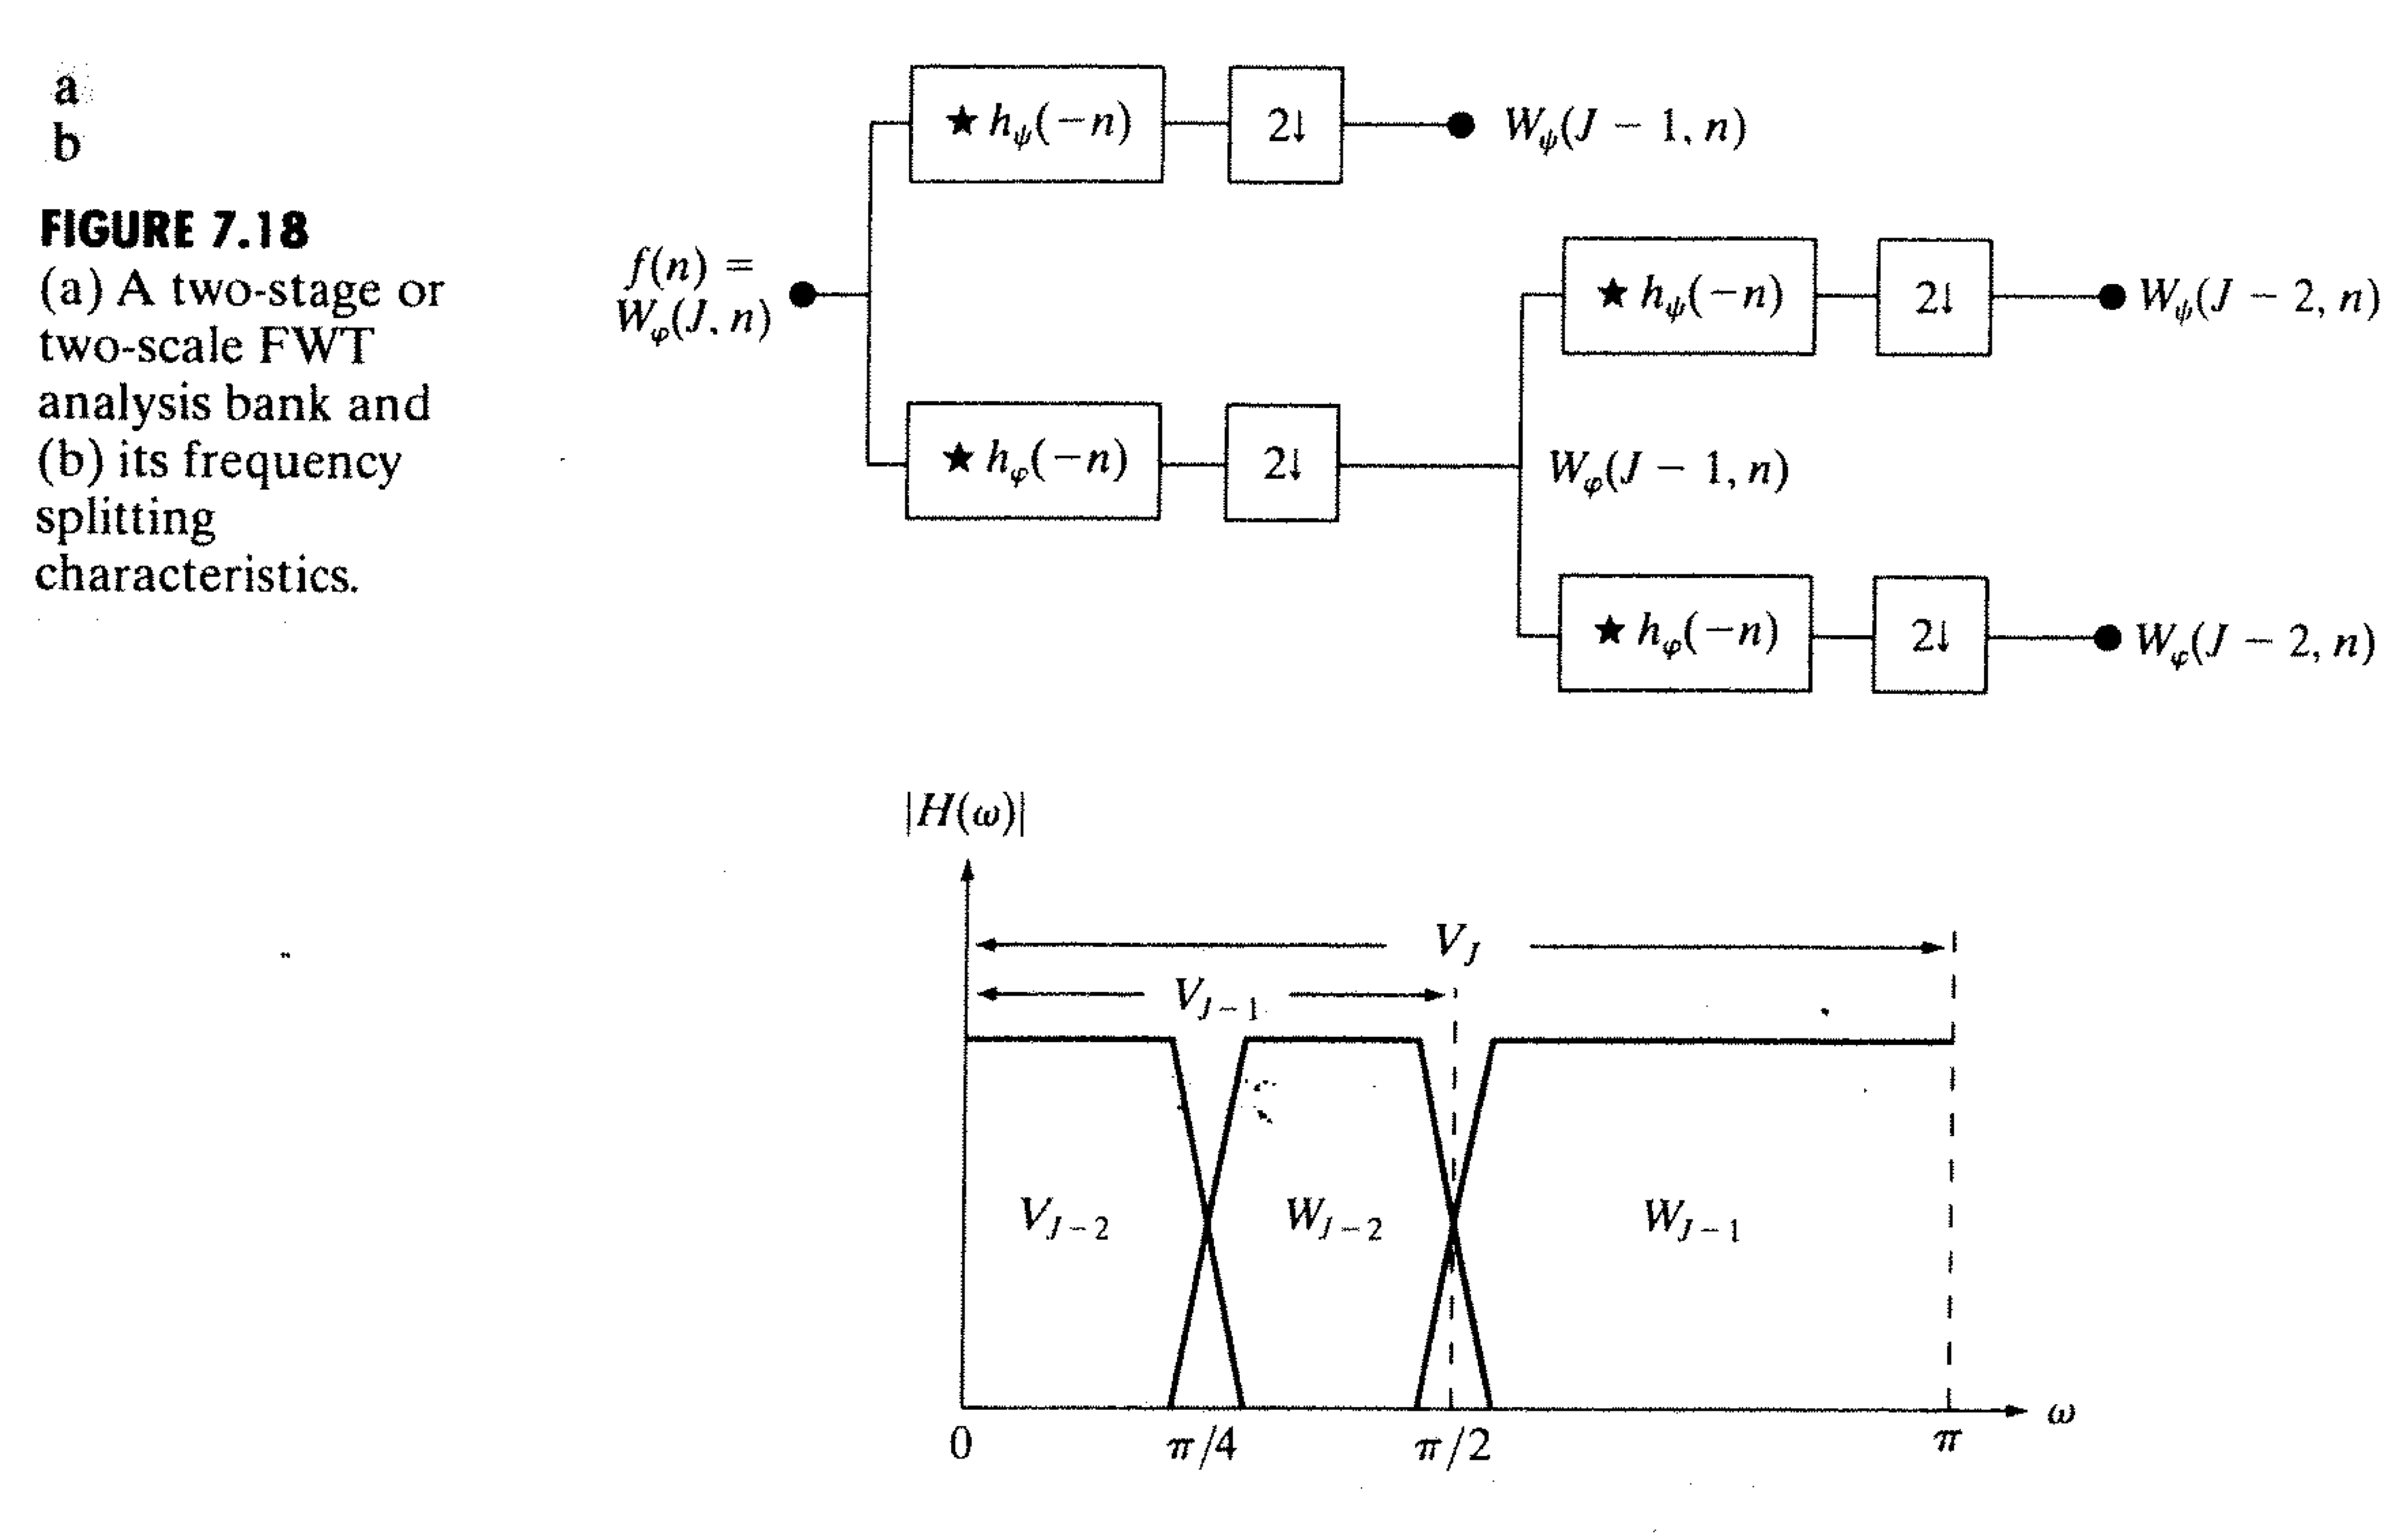 a
b
FIGURE 7.18
(a) A two-stage or
two-scale FWT
analysis bank and
(b) its frequency
splitting
characteristics.
★ hψ(−n)
2↓
Wψ(J − 1, n)
f(n) =
Wφ(J, n)
★ hψ(−n)
2↓
Wψ(J − 2, n)
★ hφ(−n)
2↓
Wφ(J − 1, n)
★ hφ(−n)
2↓
Wφ(J − 2, n)
|H(ω)|
VJ
VJ−1
VJ−2
WJ−2
WJ−1
ω
0
π/4
π/2
π